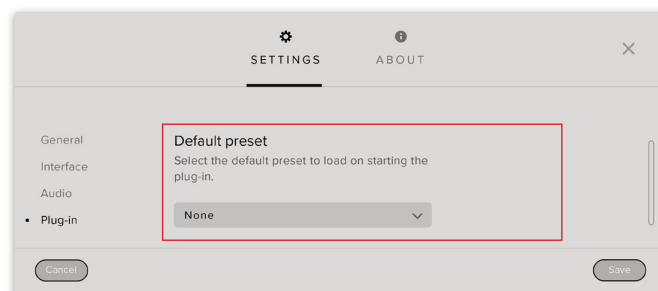 SETTINGS
ABOUT
General
Interface
Audio
Plug-in
Default preset
Select the default preset to load on starting the
plug-in.
None
Cancel
Save